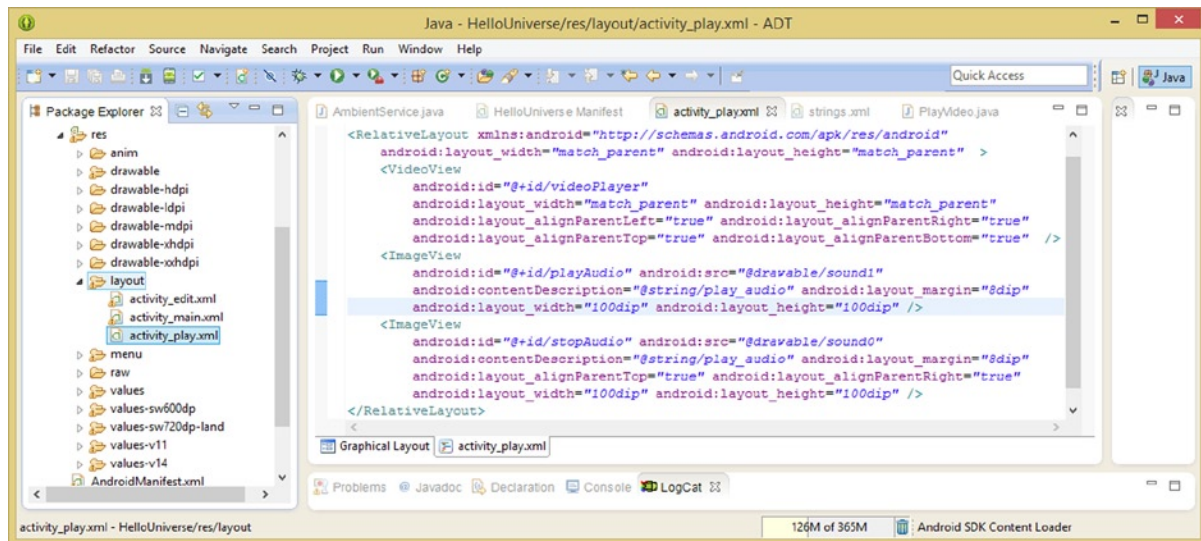 Java - HelloUniverse/res/layout/activity_play.xml - ADT
File Edit Refactor Source Navigate Search Project Run Window Help
Quick Access
Java
Package Explorer
AmbientService.java
HelloUniverse Manifest
activity_play.xml
strings.xml
PlayVideo.java
res
anim
drawable
drawable-hdpi
drawable-ldpi
drawable-mdpi
drawable-xhdpi
drawable-xxhdpi
layout
activity_edit.xml
activity_main.xml
activity_play.xml
menu
raw
values
values-sw600dp
values-sw720dp-land
values-v11
values-v14
AndroidManifest.xml
<RelativeLayout xmlns:android="http://schemas.android.com/apk/res/android"
android:layout_width="match_parent" android:layout_height="match_parent" >
<VideoView
android:id="@+id/videoPlayer"
android:layout_width="match_parent" android:layout_height="match_parent"
android:layout_alignParentLeft="true" android:layout_alignParentRight="true"
android:layout_alignParentTop="true" android:layout_alignParentBottom="true" />
<ImageView
android:id="@+id/playAudio" android:src="@drawable/sound1"
android:contentDescription="@string/play_audio" android:layout_margin="8dip"
android:layout_width="100dip" android:layout_height="100dip" />
<ImageView
android:id="@+id/stopAudio" android:src="@drawable/sound0"
android:contentDescription="@string/play_audio" android:layout_margin="8dip"
android:layout_alignParentTop="true" android:layout_alignParentRight="true"
android:layout_width="100dip" android:layout_height="100dip" />
</RelativeLayout>
Graphical Layout
activity_play.xml
Problems
Javadoc
Declaration
Console
LogCat
activity_play.xml - HelloUniverse/res/layout
126M of 365M
Android SDK Content Loader